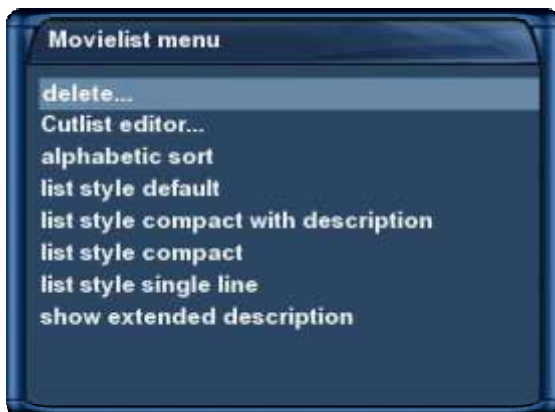 Movielist menu
delete...
Cutlist editor...
alphabetic sort
list style default
list style compact with description
list style compact
list style single line
show extended description